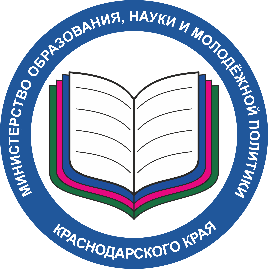 МИНИСТЕРСТВО ОБРАЗОВАНИЯ, НАУКИ И МОЛОДЁЖНОЙ ПОЛИТИКИ
КРАСНОДАРСКОГО КРАЯ